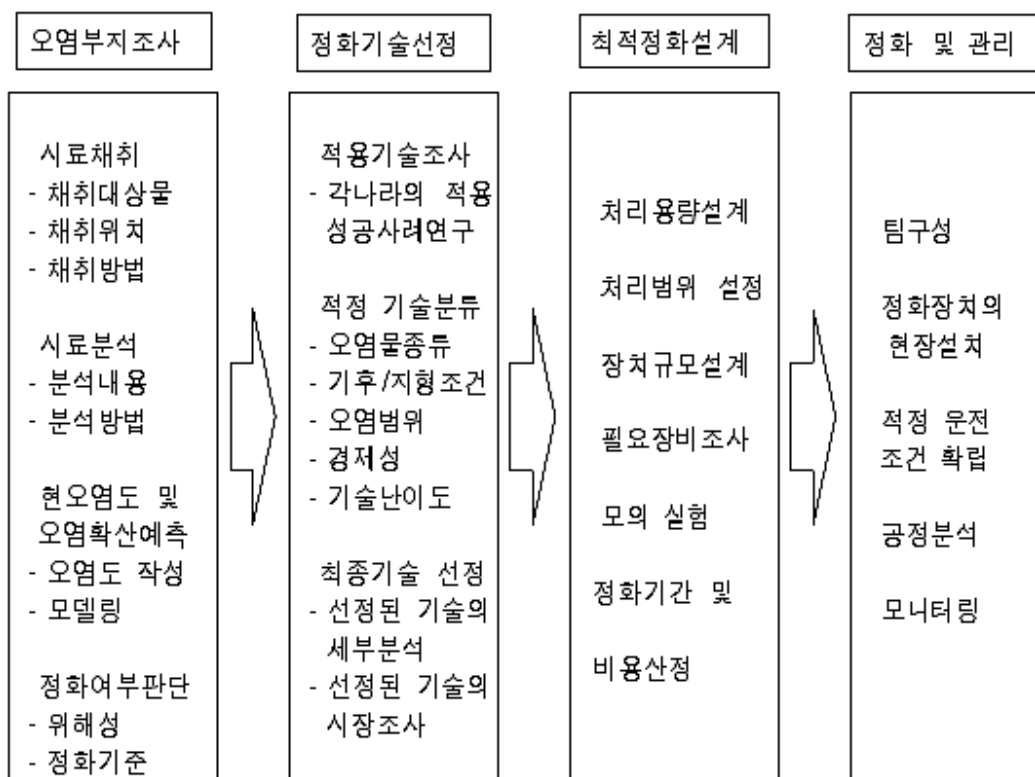 오염부지조사
시료채취
- 채취대상물
- 채취위치
- 채취방법
시료분석
- 분석내용
- 분석방법
현오염도 및
오염확산예측
- 오염도 작성
- 모델링
정화여부판단
- 위해성
- 정화기준
정화기술선정
적용기술조사
- 각나라의 적용
성공사례연구
적정 기술분류
- 오염물종류
- 기후/지형조건
- 오염범위
- 경제성
- 기술난이도
최종기술 선정
- 선정된 기술의
세부분석
- 선정된 기술의
시장조사
최적정화설계
처리용량설계
처리범위 설정
장치규모설계
필요장비조사
모의 실험
정화기간 및
비용산정
정화 및 관리
팀구성
정화장치의
현장설치
적정 운전
조건 확립
공정분석
모니터링